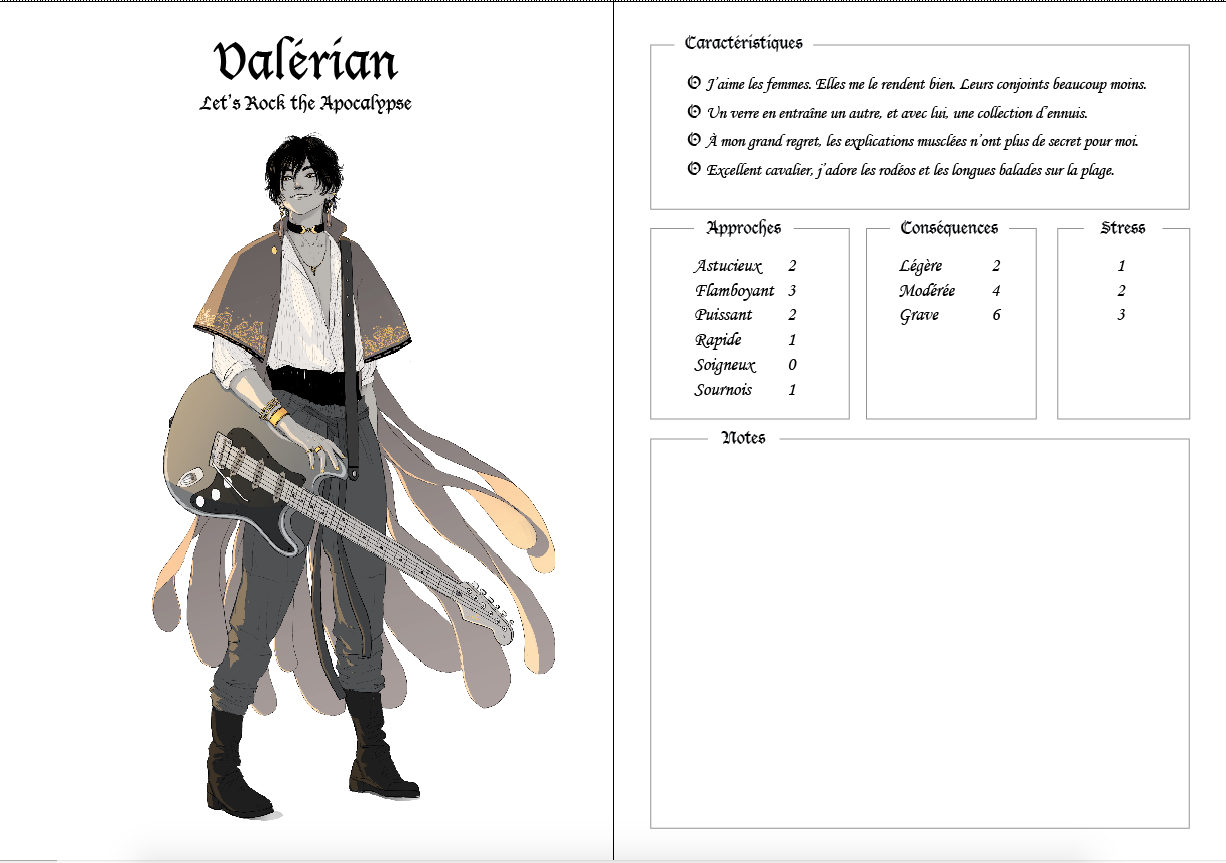 Valérian
Let's Rock the Apocalypse
Caractéristiques
J'aime les femmes. Elles me le rendent bien. Leurs conjoints beaucoup moins.
Un verre en entraîne un autre, et avec lui, une collection d'ennuis.
À mon grand regret, les explications musclées n'ont plus de secret pour moi.
Excellent cavalier, j'adore les rodéos et les longues balades sur la plage.
Approches
Astucieux 2
Flamboyant 3
Puissant 2
Rapide 1
Soigneux 0
Sournois 1
Conséquences
Légère 2
Modérée 4
Grave 6
Stress
1
2
3
Notes